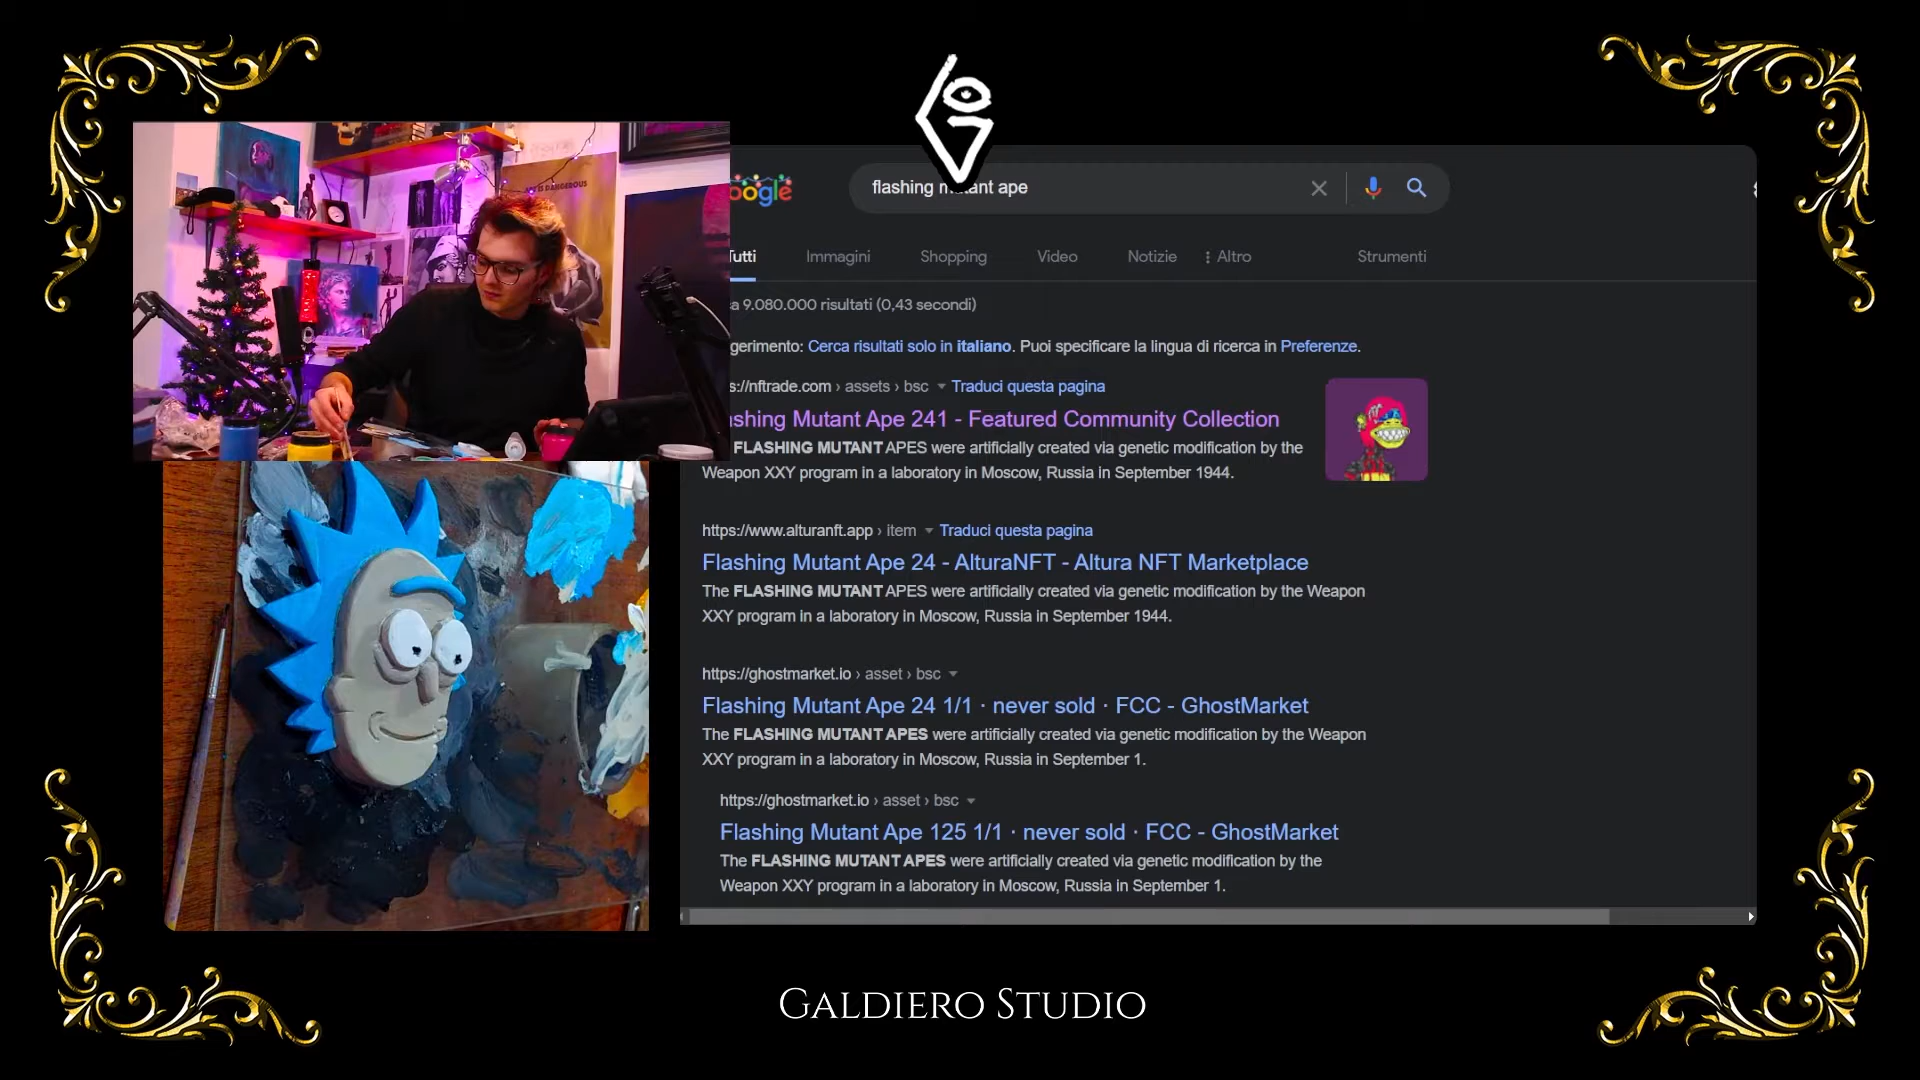 oogle
flashing mutant ape
Tutti Immagini Shopping Video Notizie Altro Strumenti
a 9.080.000 risultati (0,43 secondi)
gerimento: Cerca risultati solo in italiano. Puoi specificare la lingua di ricerca in Preferenze.
s://nftrade.com › assets › bsc Traduci questa pagina
shing Mutant Ape 241 - Featured Community Collection
FLASHING MUTANT APES were artificially created via genetic modification by the
Weapon XXY program in a laboratory in Moscow, Russia in September 1944.
https://www.alturanft.app › item Traduci questa pagina
Flashing Mutant Ape 24 - AlturaNFT - Altura NFT Marketplace
The FLASHING MUTANT APES were artificially created via genetic modification by the Weapon
XXY program in a laboratory in Moscow, Russia in September 1944.
https://ghostmarket.io › asset › bsc
Flashing Mutant Ape 24 1/1 · never sold · FCC - GhostMarket
The FLASHING MUTANT APES were artificially created via genetic modification by the Weapon
XXY program in a laboratory in Moscow, Russia in September 1.
https://ghostmarket.io › asset › bsc
Flashing Mutant Ape 125 1/1 · never sold · FCC - GhostMarket
The FLASHING MUTANT APES were artificially created via genetic modification by the
Weapon XXY program in a laboratory in Moscow, Russia in September 1.
GALDIERO STUDIO